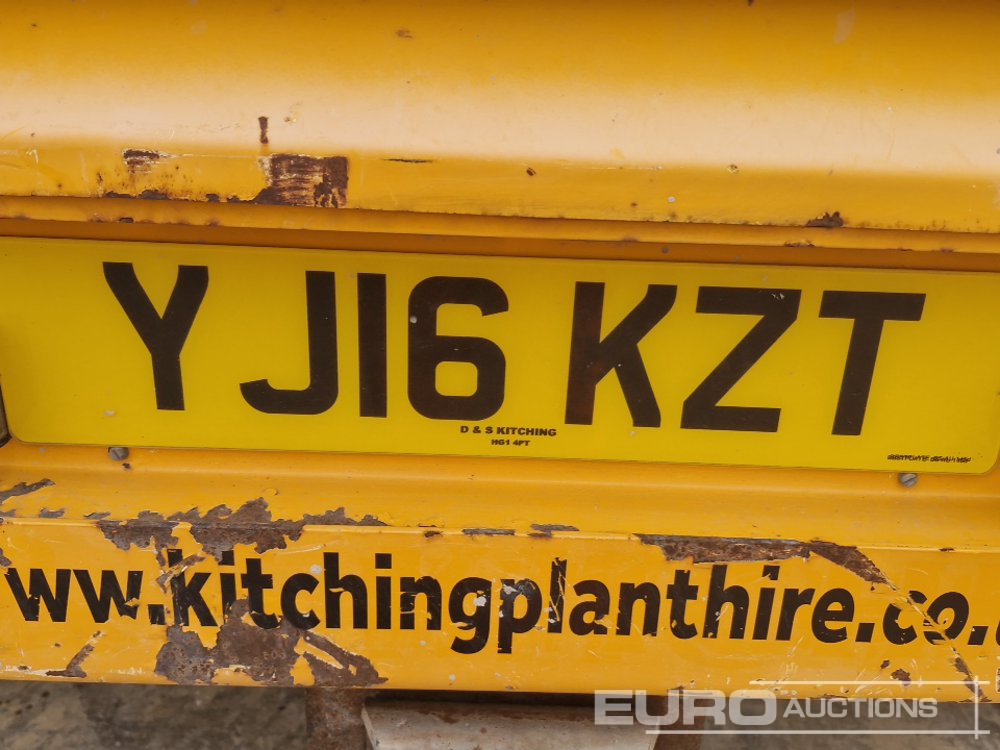 YJ16 KZT
D & S KITCHING
HG1 4PT
www.kitchingplanthire.co.
EURO AUCTIONS